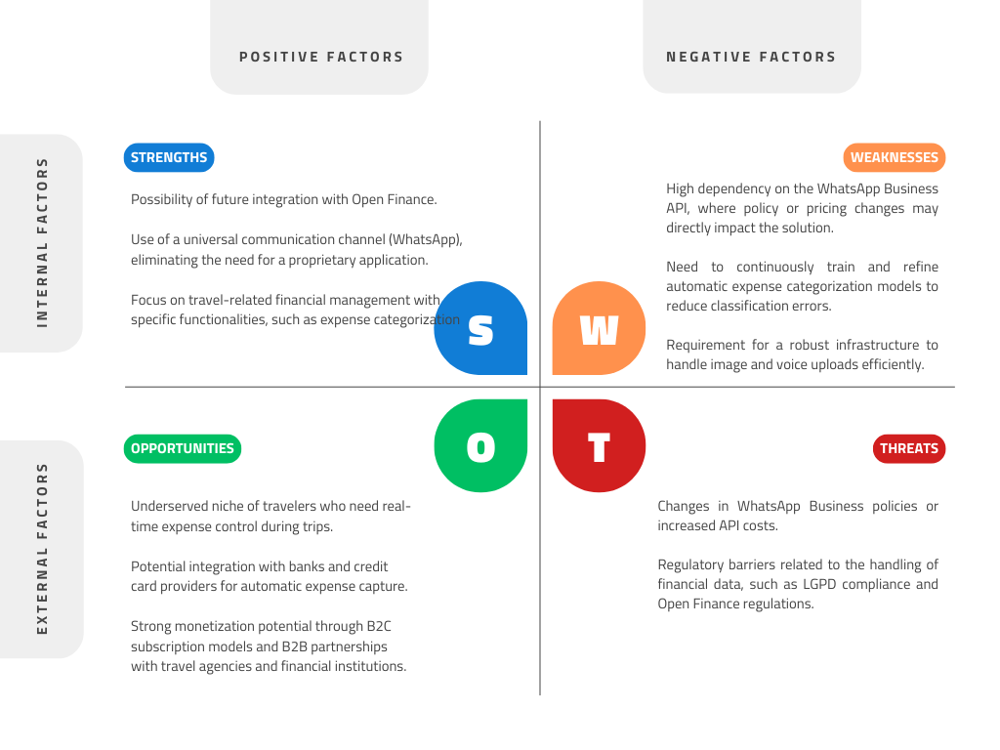 POSITIVE FACTORS
NEGATIVE FACTORS
INTERNAL FACTORS
STRENGTHS
Possibility of future integration with Open Finance.
Use of a universal communication channel (WhatsApp),
eliminating the need for a proprietary application.
Focus on travel-related financial management with
specific functionalities, such as expense categorization
S
WEAKNESSES
High dependency on the WhatsApp Business
API, where policy or pricing changes may
directly impact the solution.
Need to continuously train and refine
automatic expense categorization models to
reduce classification errors.
Requirement for a robust infrastructure to
handle image and voice uploads efficiently.
W
EXTERNAL FACTORS
OPPORTUNITIES
O
Underserved niche of travelers who need real-
time expense control during trips.
Potential integration with banks and credit
card providers for automatic expense capture.
Strong monetization potential through B2C
subscription models and B2B partnerships
with travel agencies and financial institutions.
T
THREATS
Changes in WhatsApp Business policies or
increased API costs.
Regulatory barriers related to the handling of
financial data, such as LGPD compliance and
Open Finance regulations.